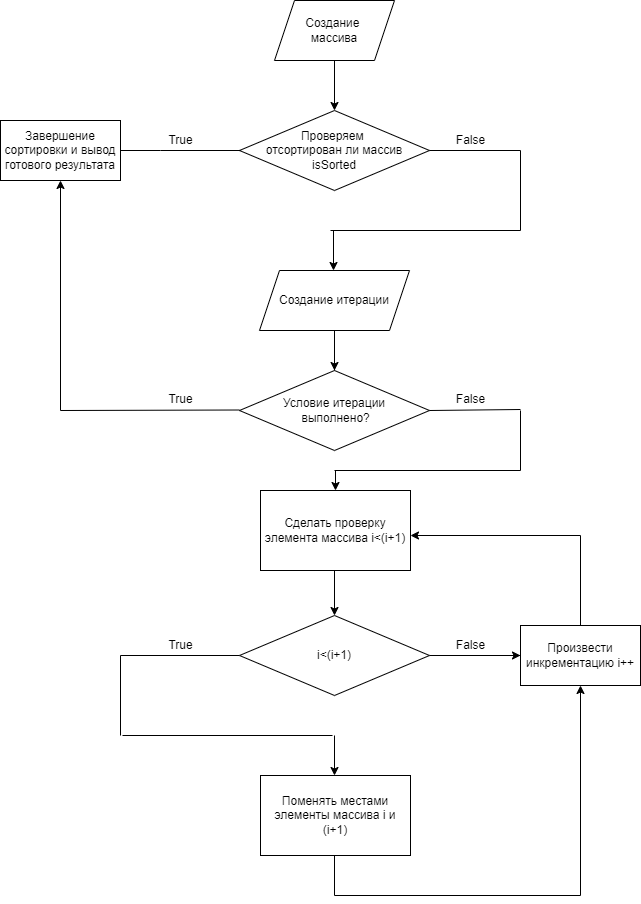 Создание
массива
Завершение
сортировки и вывод
готового результата
True
Проверяем
отсортирован ли массив
isSorted
False
Создание итерации
True
Условие итерации
выполнено?
False
Сделать проверку
элемента массива i<(i+1)
True
i<(i+1)
False
Произвести
инкрементацию i++
Поменять местами
элементы массива i и
(i+1)